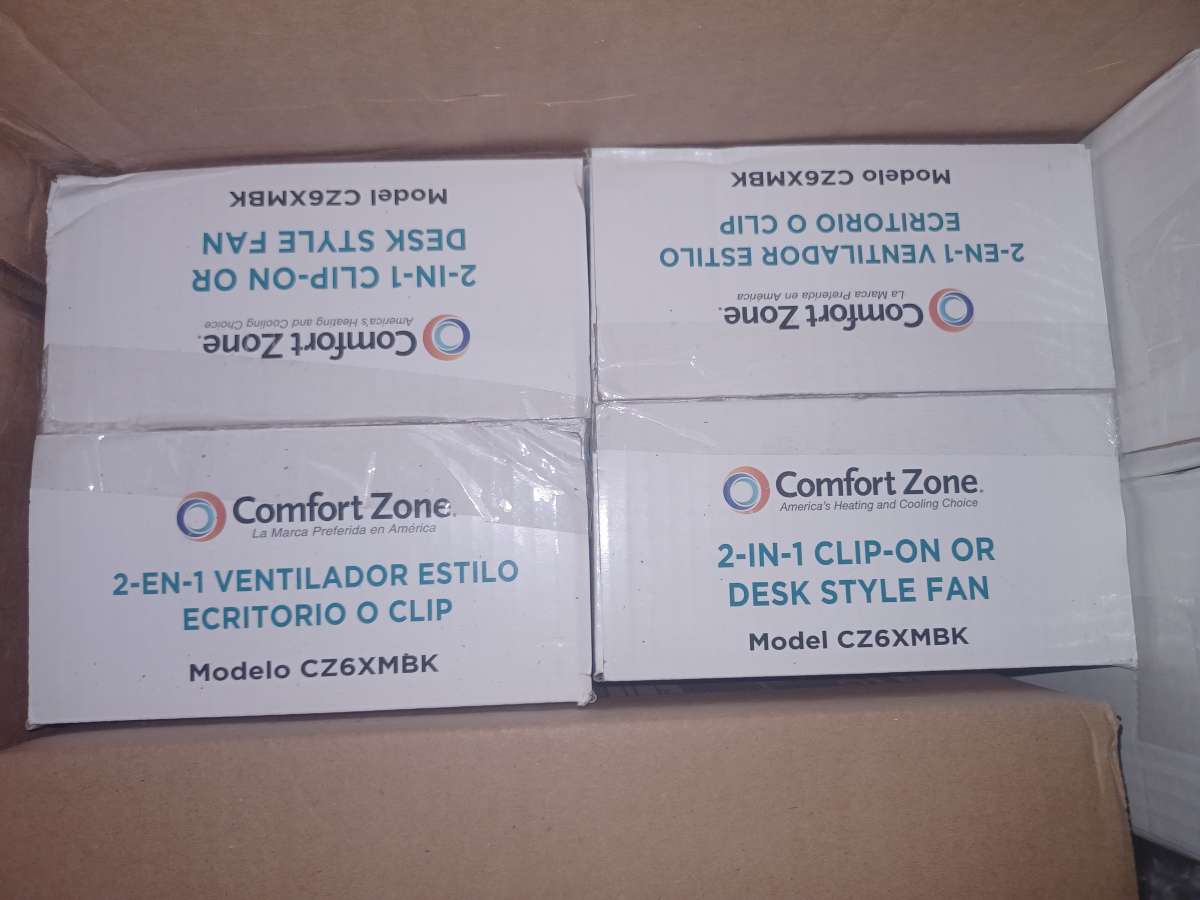 Comfort Zone.
America's Heating and Cooling Choice
2-IN-1 CLIP-ON OR
DESK STYLE FAN
Model CZ6XMBK
Comfort Zone.
La Marca Preferida en América
2-EN-1 VENTILADOR ESTILO
ECRITORIO O CLIP
Modelo CZ6XMBK
Comfort Zone.
La Marca Preferida en América
2-EN-1 VENTILADOR ESTILO
ECRITORIO O CLIP
Modelo CZ6XMBK
Comfort Zone.
America's Heating and Cooling Choice
2-IN-1 CLIP-ON OR
DESK STYLE FAN
Model CZ6XMBK